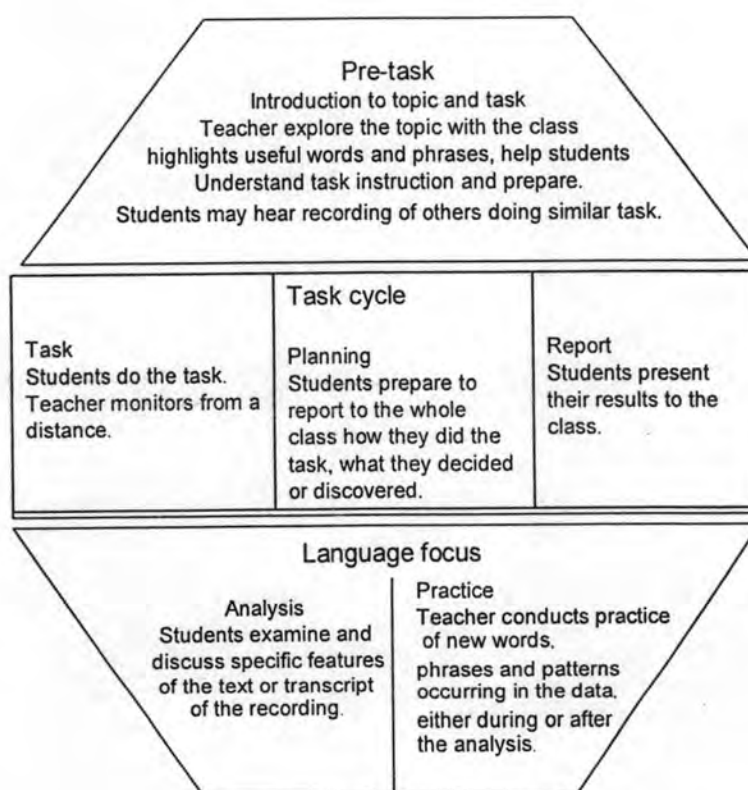 Pre-task
Introduction to topic and task
Teacher explore the topic with the class
highlights useful words and phrases, help students
Understand task instruction and prepare.
Students may hear recording of others doing similar task.
Task cycle
Task
Students do the task.
Teacher monitors from a
distance.
Planning
Students prepare to
report to the whole
class how they did the
task, what they decided
or discovered.
Report
Students present
their results to the
class.
Language focus
Analysis
Students examine and
discuss specific features
of the text or transcript
of the recording.
Practice
Teacher conducts practice
of new words,
phrases and patterns
occurring in the data,
either during or after
the analysis.